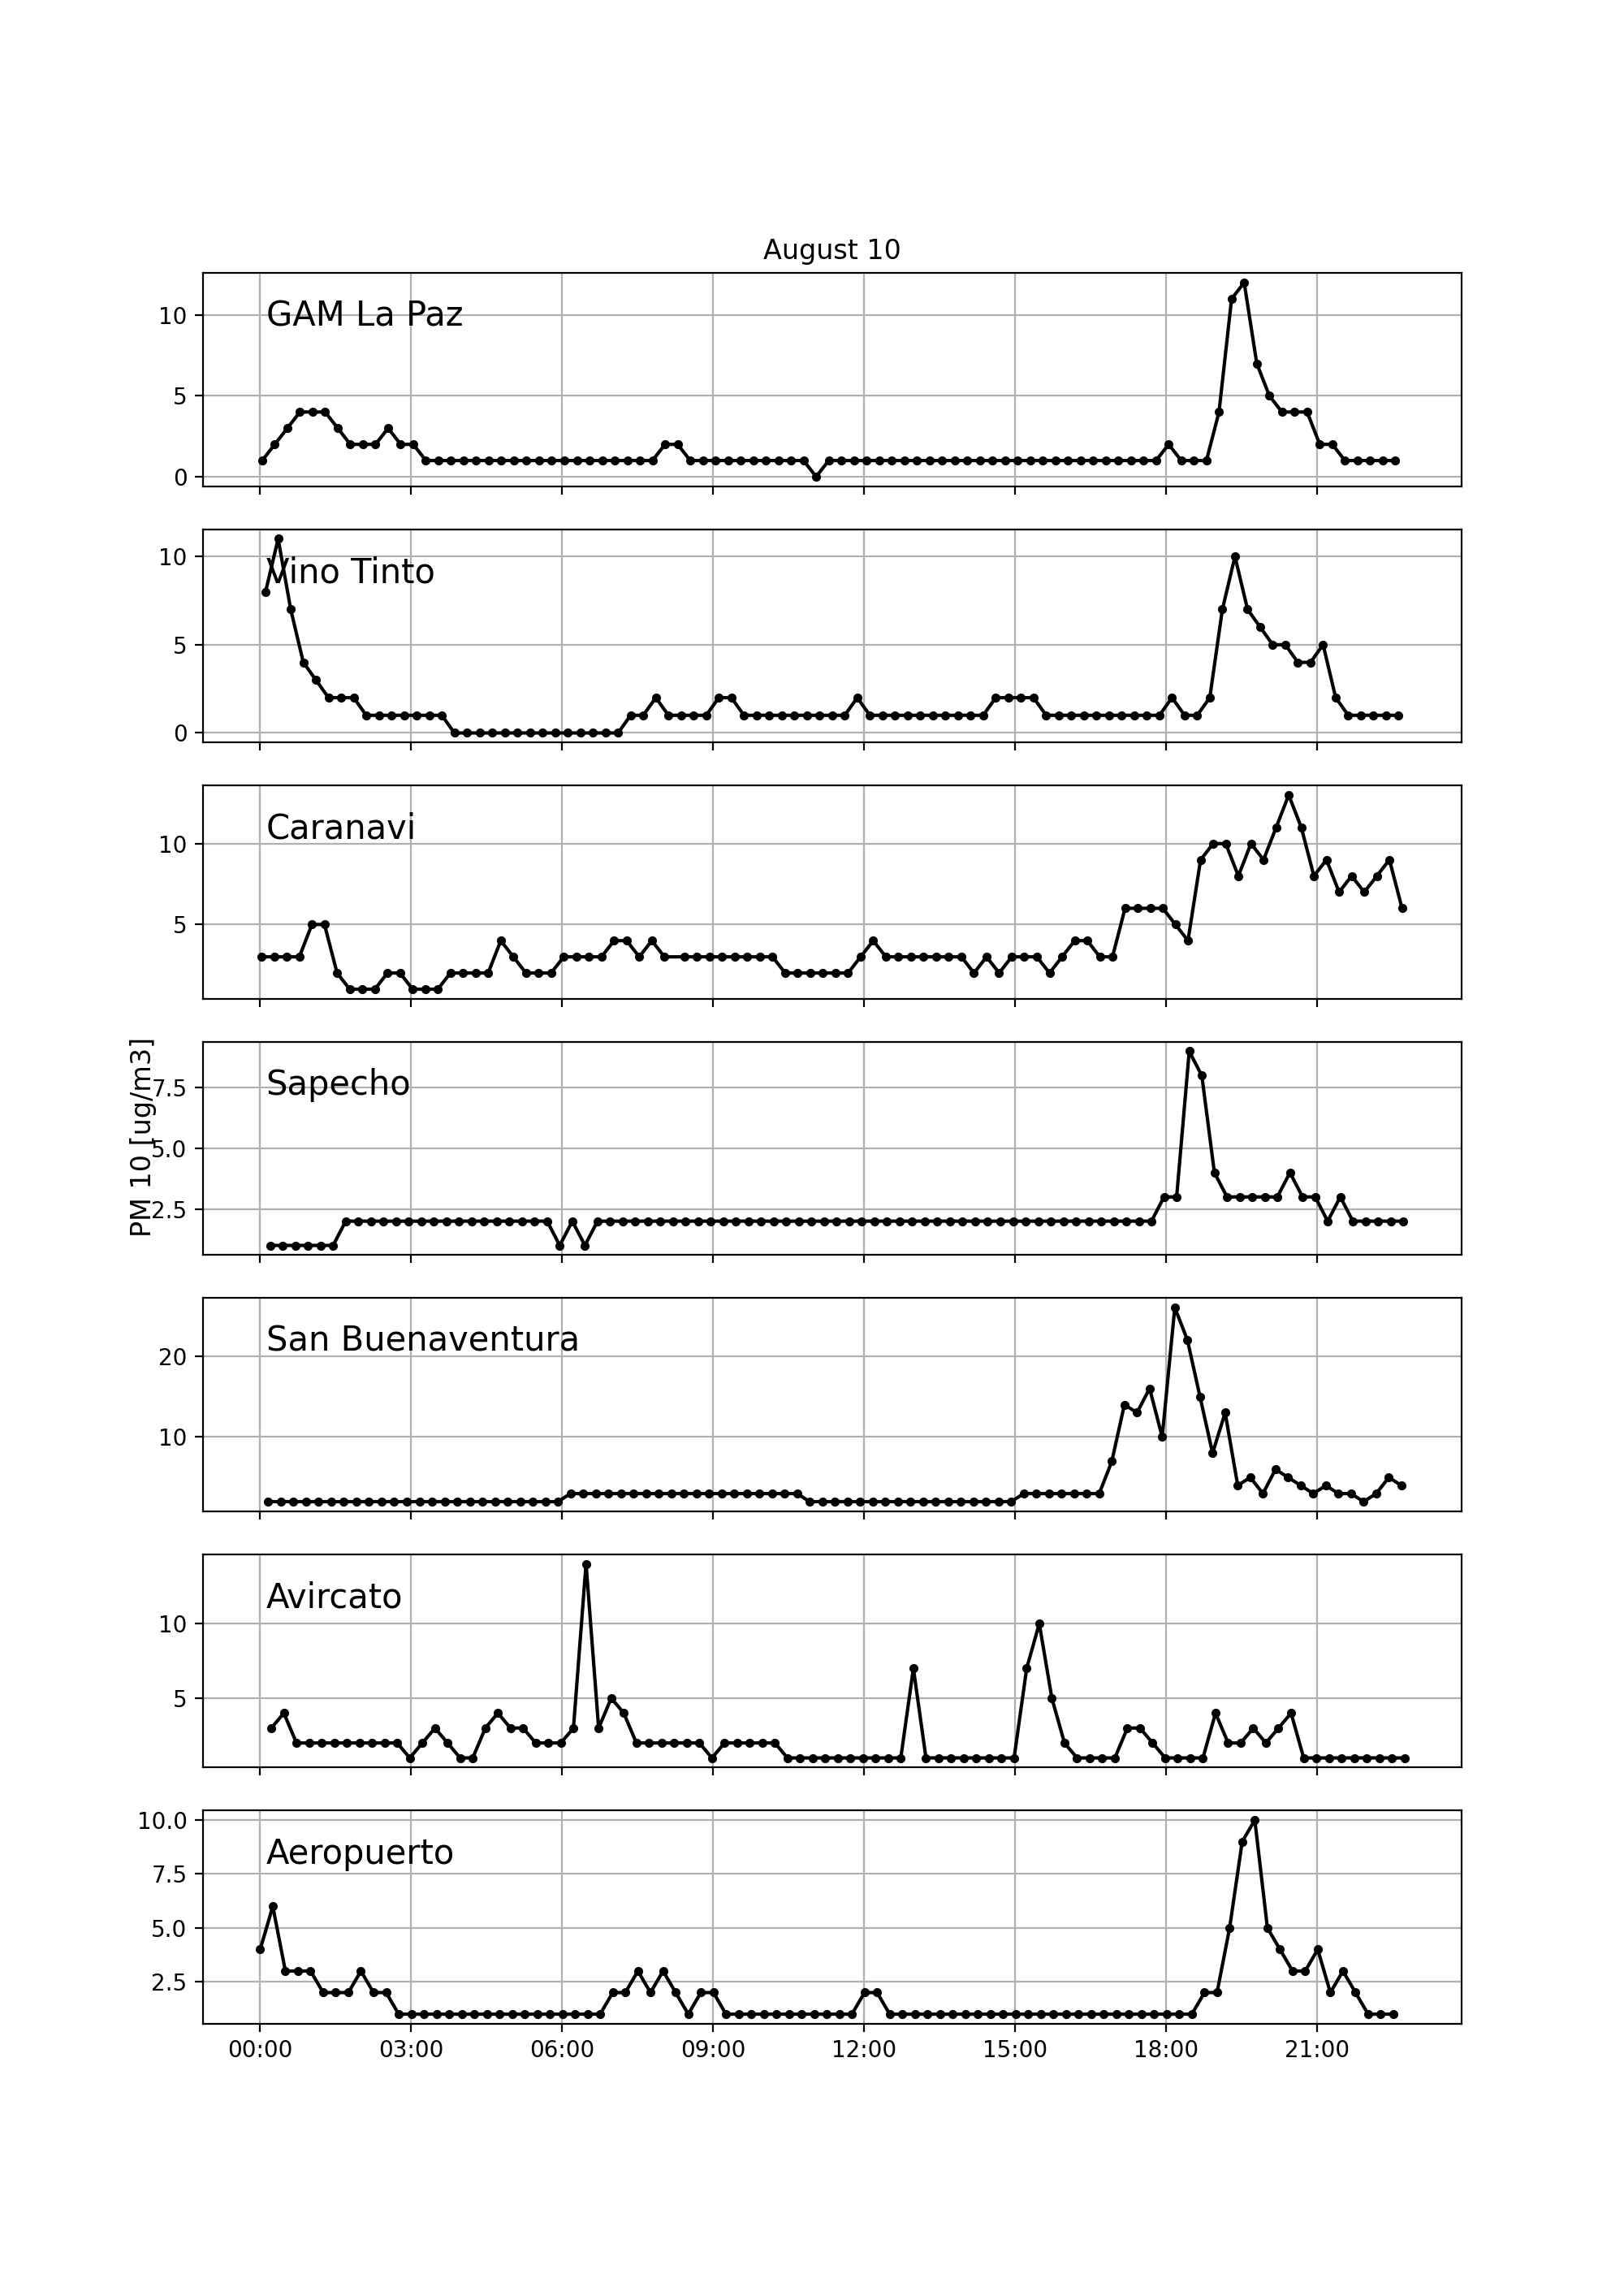 August 10
GAM La Paz
10
5
0
Vino Tinto
10
5
0
Caranavi
10
5
PM 10 [ug/m3]
Sapecho
7.5
5.0
2.5
San Buenaventura
20
10
Avircato
10
5
Aeropuerto
10.0
7.5
5.0
2.5
00:00 03:00 06:00 09:00 12:00 15:00 18:00 21:00